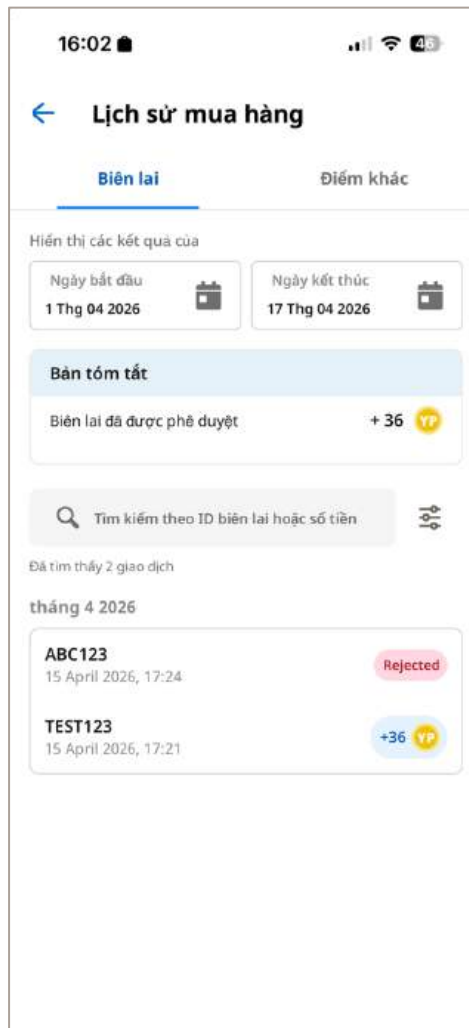 16:02
46
Lịch sử mua hàng
Biên lai
Điểm khác
Hiển thị các kết quả của
Ngày bắt đầu
1 Thg 04 2026
Ngày kết thúc
17 Thg 04 2026
Bản tóm tắt
Biên lai đã được phê duyệt
+ 36 YP
Tìm kiếm theo ID biên lai hoặc số tiền
Đã tìm thấy 2 giao dịch
tháng 4 2026
ABC123
Rejected
15 April 2026, 17:24
TEST123
+36 YP
15 April 2026, 17:21